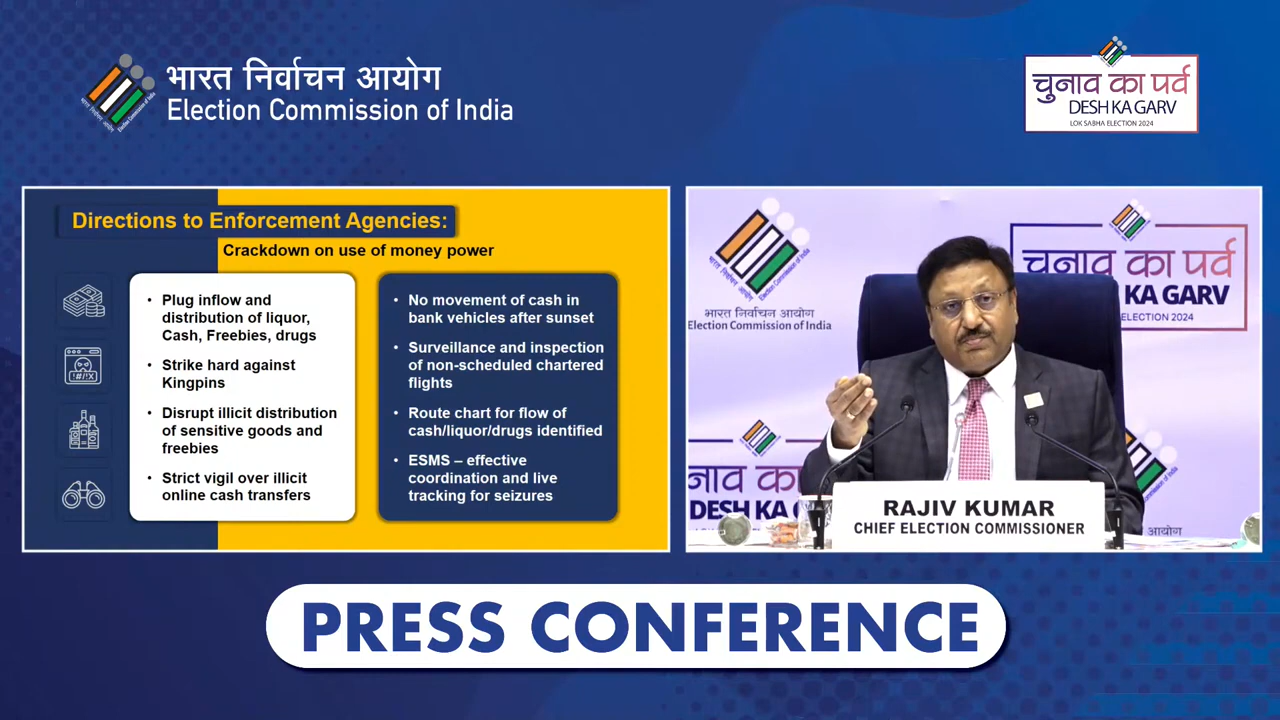 भारत निर्वाचन आयोग
Election Commission of India
चुनाव का पर्व
DESH KA GARV
LOK SABHA ELECTION 2024
Directions to Enforcement Agencies:
Crackdown on use of money power
• Plug inflow and
distribution of liquor,
Cash, Freebies, drugs
• Strike hard against
Kingpins
• Disrupt illicit distribution
of sensitive goods and
freebies
• Strict vigil over illicit
online cash transfers
!#/!X
• No movement of cash in
bank vehicles after sunset
• Surveillance and inspection
of non-scheduled chartered
flights
• Route chart for flow of
cash/liquor/drugs identified
• ESMS – effective
coordination and live
tracking for seizures
भारत निर्वाचन आयोग
Election Commission of India
चुनाव का पर्व
KA GARV
ELECTION 2024
का पर्व
DESH KA
आयोग
RAJIV KUMAR
CHIEF ELECTION COMMISSIONER
PRESS CONFERENCE